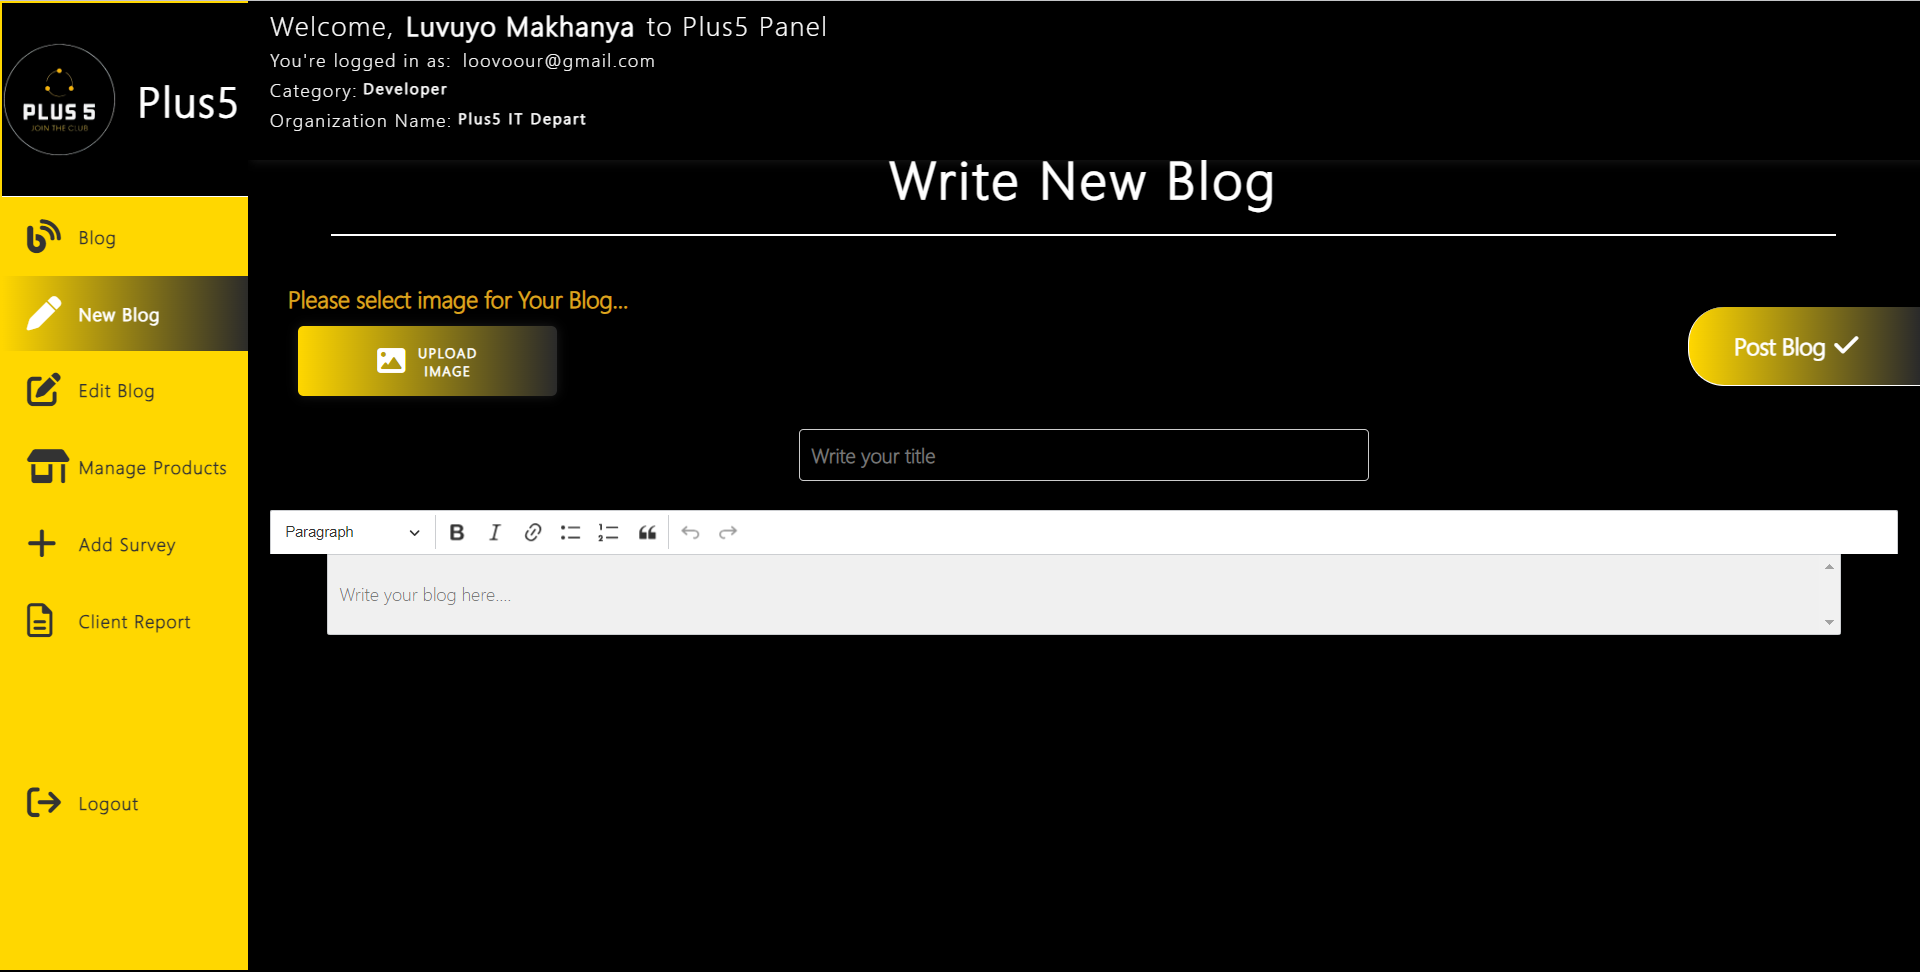 PLUS 5
JOIN THE CLUB
Plus5
Welcome, Luvuyo Makhanya to Plus5 Panel
You're logged in as: loovoour@gmail.com
Category: Developer
Organization Name: Plus5 IT Depart
Blog
New Blog
Edit Blog
Manage Products
Add Survey
Client Report
Logout
Write New Blog
Please select image for Your Blog...
UPLOAD
IMAGE
Post Blog
Write your title
Paragraph
Write your blog here....